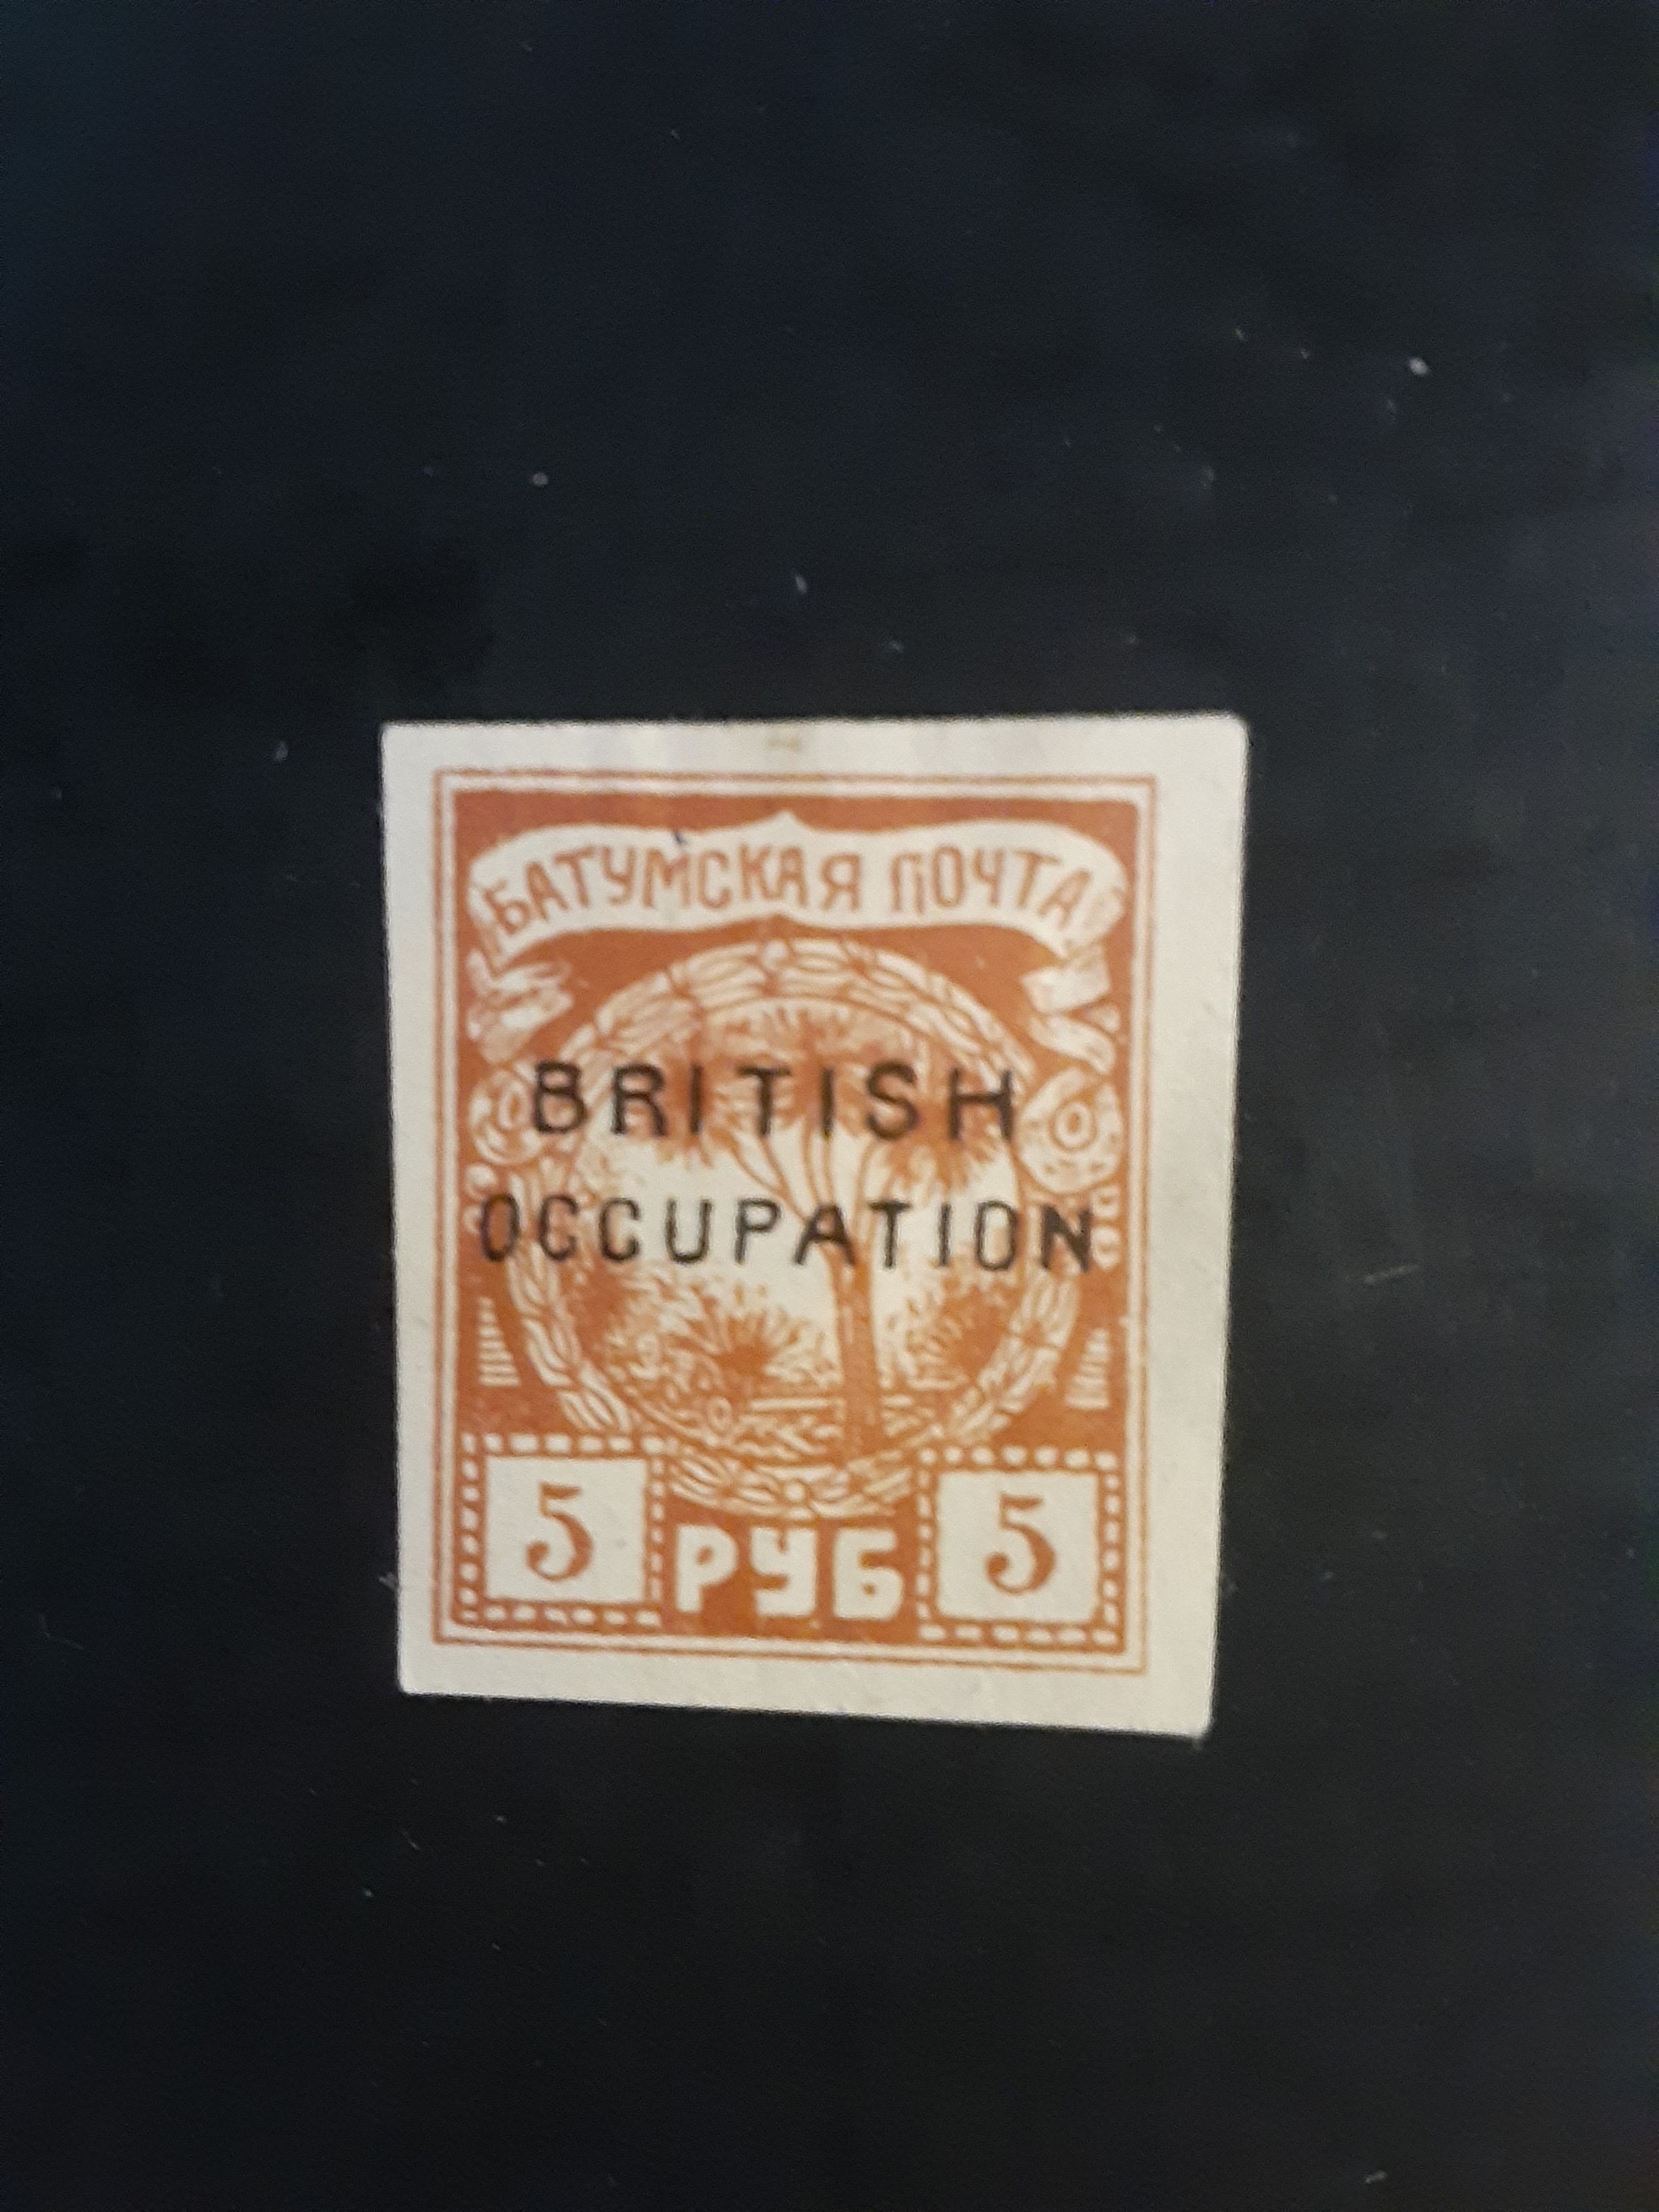 БАТУМСКАЯ ПОЧТА
BRITISH
OCCUPATION
5 РУБ 5